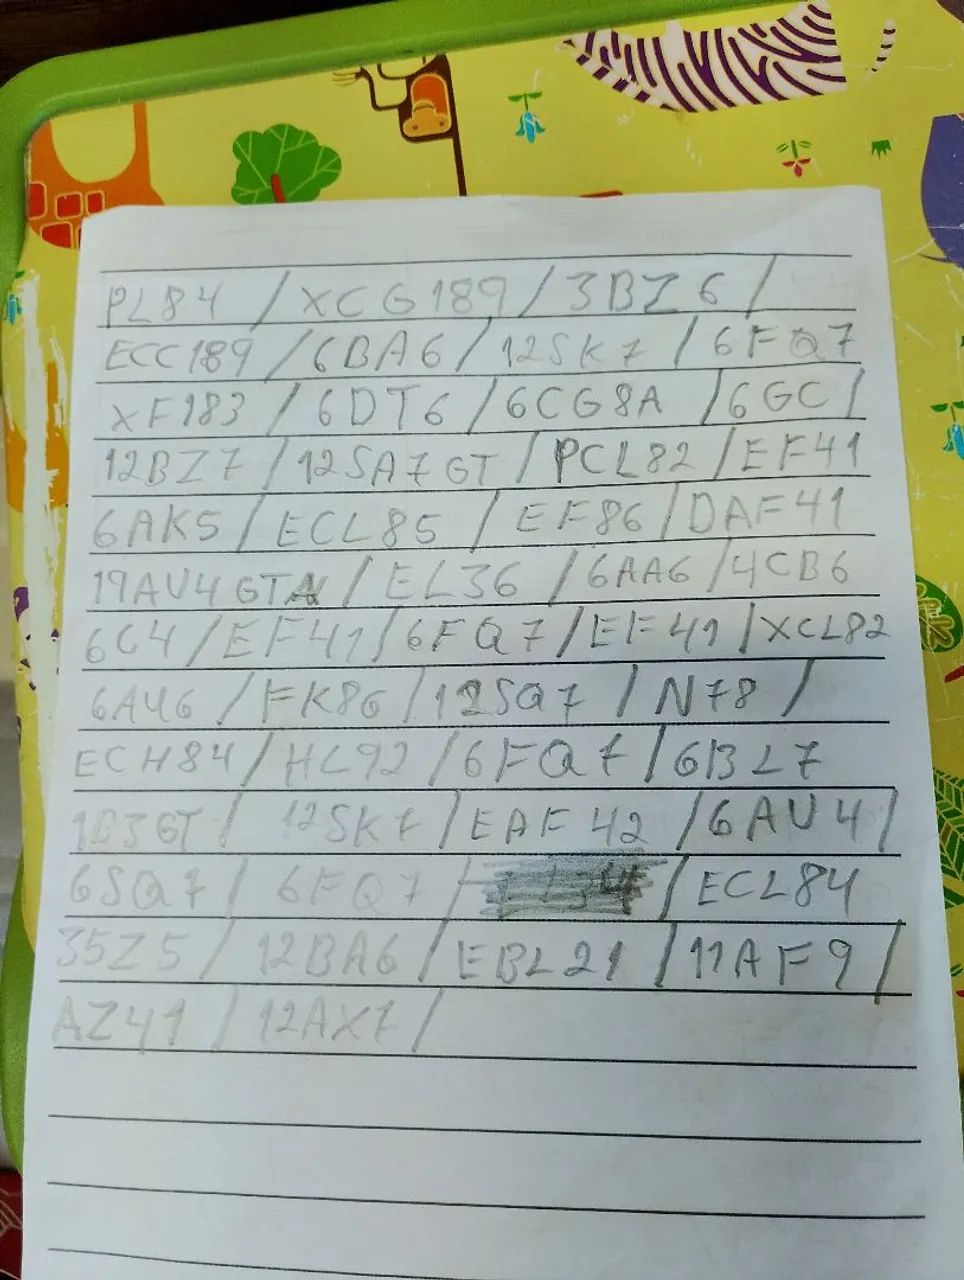 PL84 / XCG189 / 3BZ6 /
ECC189 / 6BA6 / 12SK7 / 6FQ7
XF183 / 6DT6 / 6CG8A / 6GC /
12BZ7 / 12SA7GT / PCL82 / EF41
6AK5 / ECL85 / EF86 / DAF41
19AU4GTA / EL36 / 6AA6 / 4CB6
6C4 / EF41 / 6FQ7 / EF41 / XCL82
6AU6 / FK86 / 12SQ7 / N78 /
ECH84 / HL92 / 6FQ7 / 6BL7
/ 12SK7 / EAF42 / 6AU4 /
6SQ7 / 6FQ7 / / ECL84
35Z5 / 12BA6 / EBL21 / 11AF9 /
AZ41 / 12AX7 /